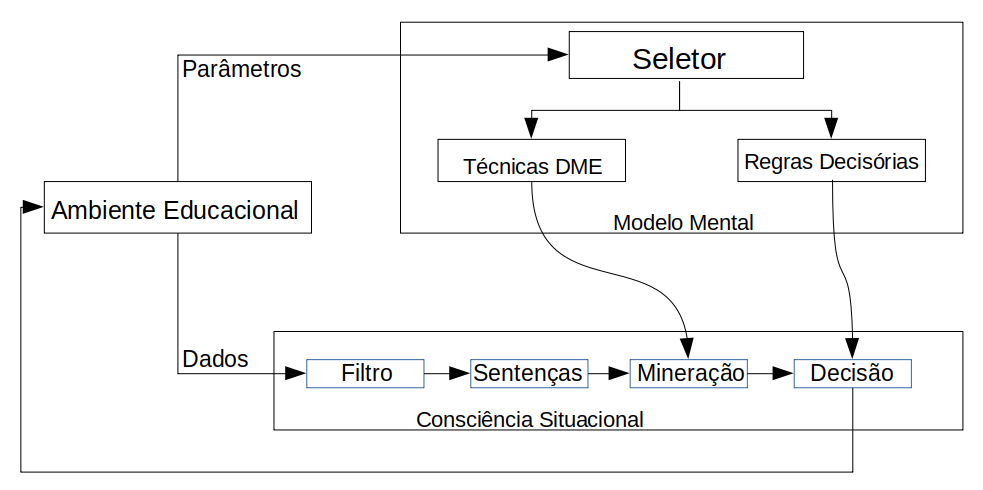 Seletor
Parâmetros
Técnicas DME
Regras Decisórias
Ambiente Educacional
Modelo Mental
Dados
Filtro
Sentenças
Mineração
Decisão
Consciência Situacional